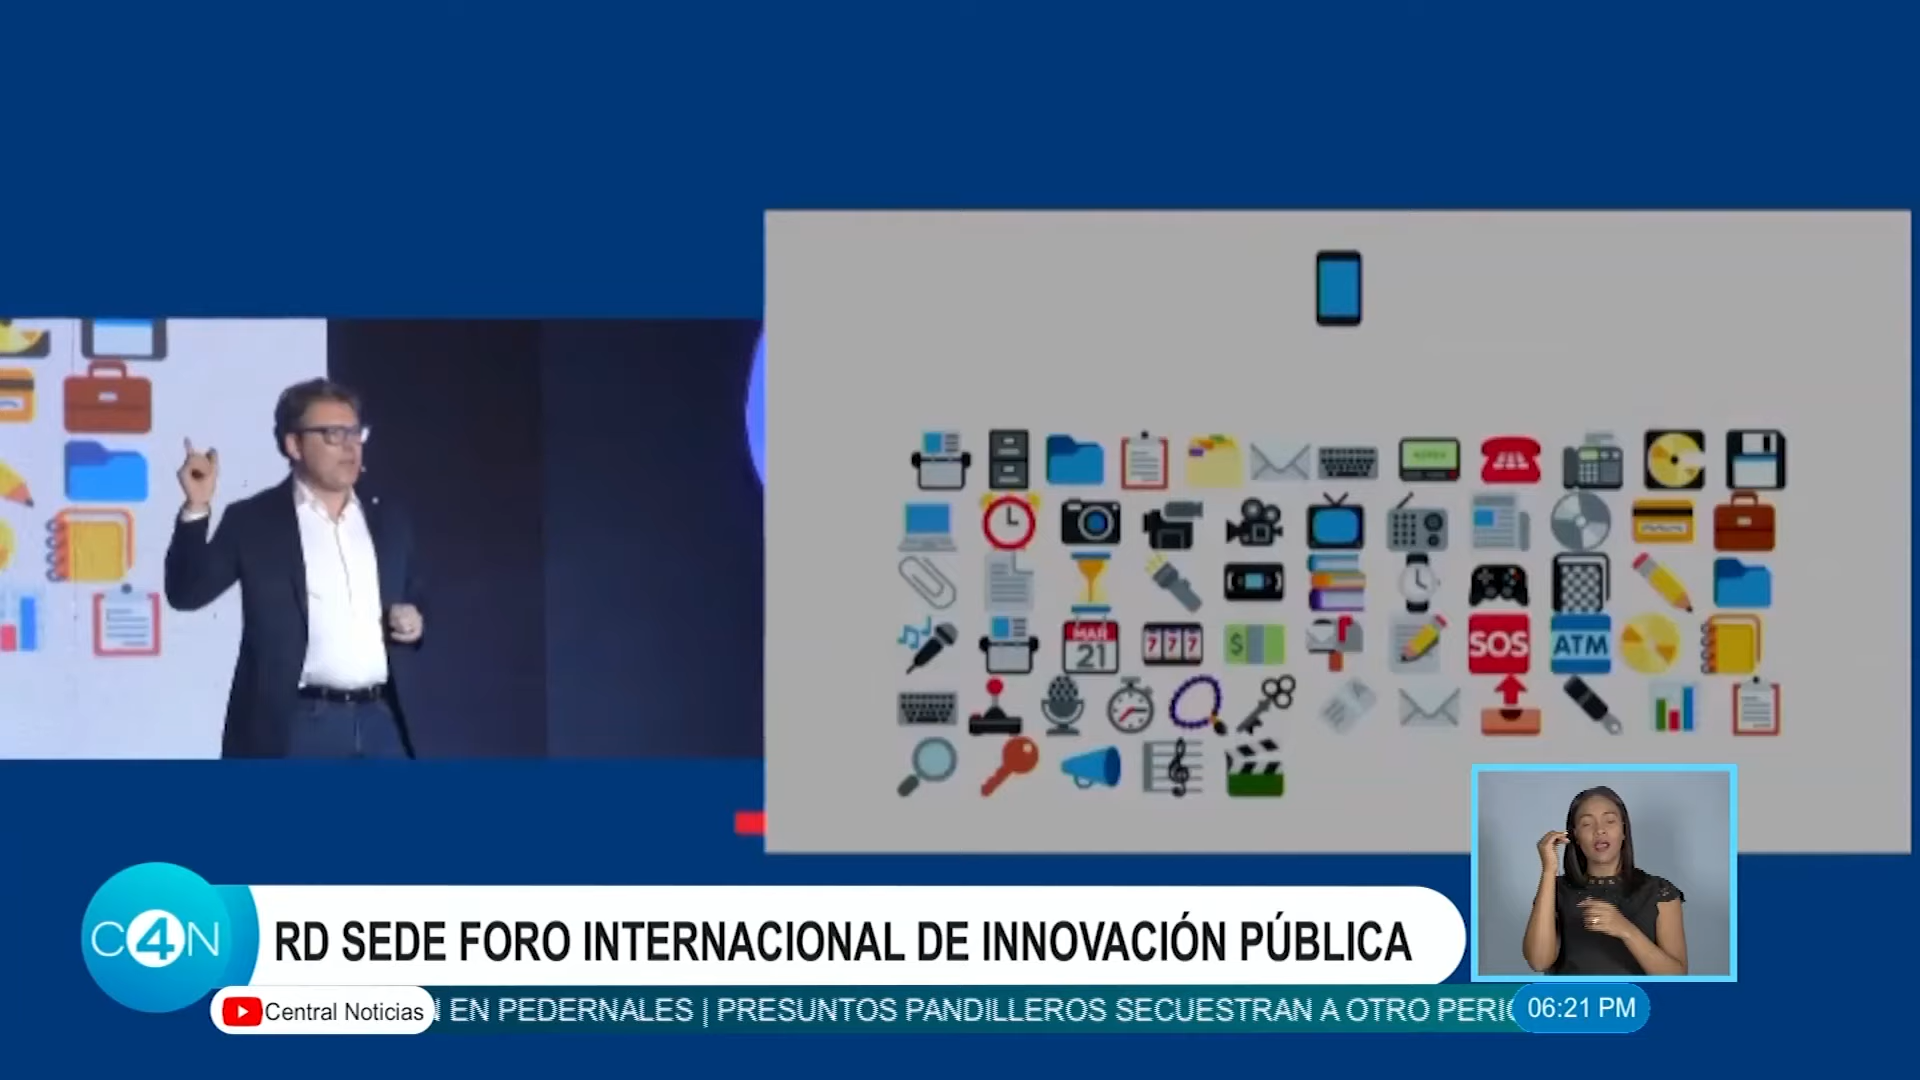 SOS
ATM
MAR
21
777
C4N
RD SEDE FORO INTERNACIONAL DE INNOVACIÓN PÚBLICA
Central Noticias
N EN PEDERNALES | PRESUNTOS PANDILLEROS SECUESTRAN A OTRO PERI
06:21 PM